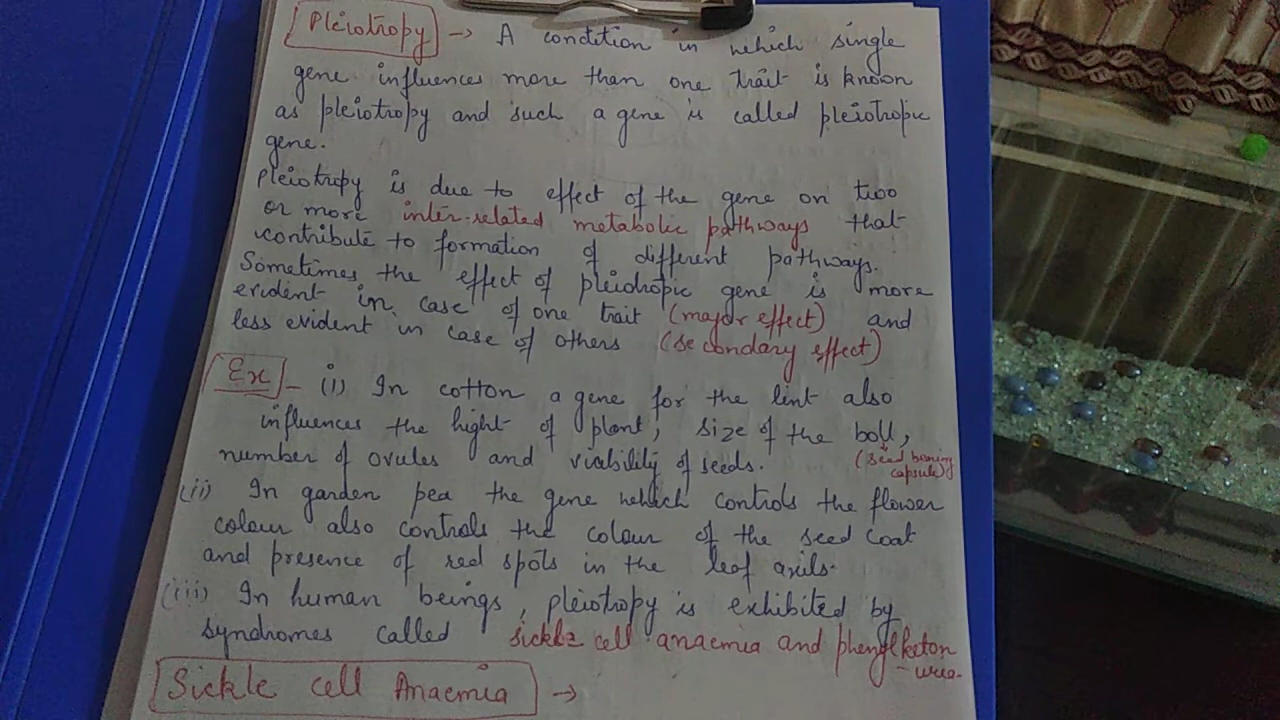 Pleiotropy → A condition in which single
gene influences more than one trait is known
as pleiotropy and such a gene is called pleiotropic
gene.
Pleiotropy is due to effect of the gene on two
or more inter-related metabolic pathways that
contribute to formation of different pathways.
Sometimes the effect of pleiotropic gene is more
evident in case of one trait (major effect) and
less evident in case of others (secondary effect)
Ex - (i) In cotton a gene for the lint also
influences the hight of plant, size of the boll,
number of ovules and viability of seeds. (seed bearing
capsule)
(ii) In garden pea the gene which controls the flower
colour also controls the colour of the seed coat
and presence of red spots in the leaf axils.
(iii) In human beings, pleiotropy is exhibited by
syndromes called sickle cell anaemia and phenylketon
-urea.
Sickle cell Anaemia →